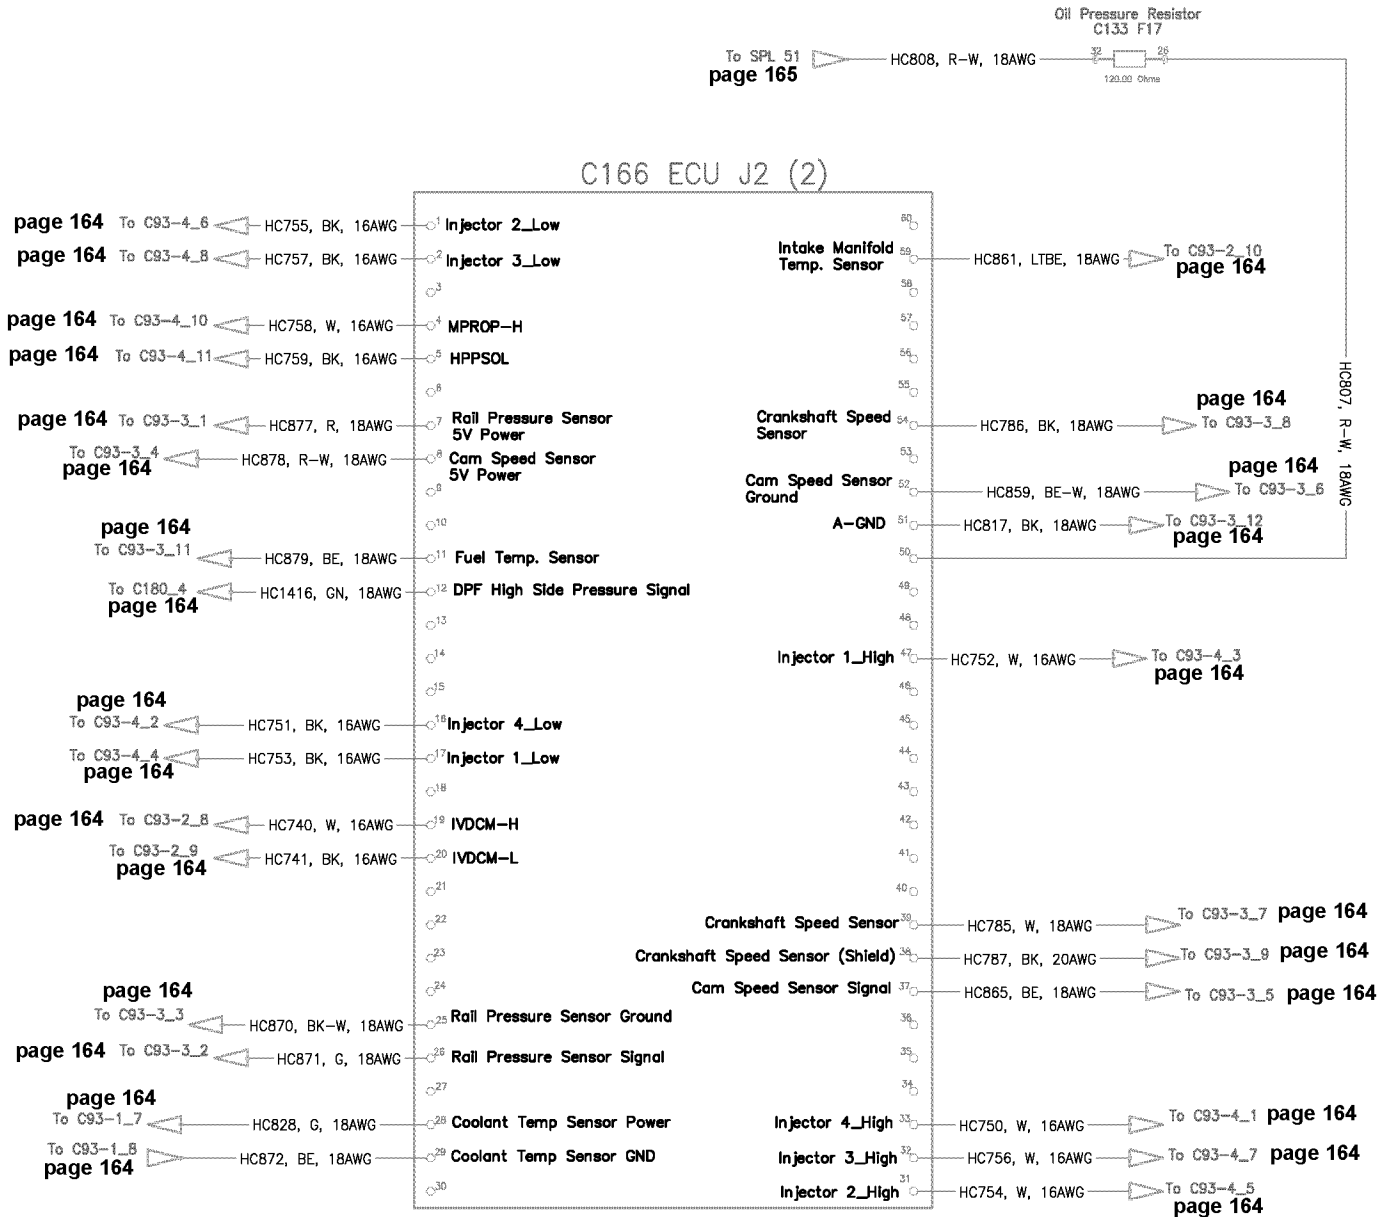 Oil Pressure Resistor
C133 F17
To SPL 51
page 165
HC808, R-W, 18AWG
32
26
120.00 Ohms
HC807, R-W, 18AWG
C166 ECU J2 (2)
page 164 To C93-4_6 HC755, BK, 16AWG 1 Injector 2_Low
page 164 To C93-4_8 HC757, BK, 16AWG 2 Injector 3_Low
3
page 164 To C93-4_10 HC758, W, 16AWG 4 MPROP-H
page 164 To C93-4_11 HC759, BK, 16AWG 5 HPPSOL
6
page 164 To C93-3_1 HC877, R, 18AWG 7 Rail Pressure Sensor
5V Power
To C93-3_4 HC878, R-W, 18AWG 8 Cam Speed Sensor
page 164 5V Power
9
10
page 164
To C93-3_11 HC879, BE, 18AWG 11 Fuel Temp. Sensor
To C180_4 HC1416, GN, 18AWG 12 DPF High Side Pressure Signal
page 164
13
14
15
page 164
To C93-4_2 HC751, BK, 16AWG 16 Injector 4_Low
To C93-4_4 HC753, BK, 16AWG 17 Injector 1_Low
page 164
18
page 164 To C93-2_8 HC740, W, 16AWG 19 IVDCM-H
To C93-2_9 HC741, BK, 16AWG 20 IVDCM-L
page 164
21
22
23
24
page 164
To C93-3_3 HC870, BK-W, 18AWG 25 Rail Pressure Sensor Ground
page 164 To C93-3_2 HC871, G, 18AWG 26 Rail Pressure Sensor Signal
27
page 164
To C93-1_7 HC828, G, 18AWG 28 Coolant Temp Sensor Power
To C93-1_8 HC872, BE, 18AWG 29 Coolant Temp Sensor GND
page 164
30
60
Intake Manifold
Temp. Sensor 59 HC861, LTBE, 18AWG To C93-2_10
page 164
58
57
56
55
page 164
Crankshaft Speed
Sensor 54 HC786, BK, 18AWG To C93-3_8
53
page 164
Cam Speed Sensor
Ground 52 HC859, BE-W, 18AWG To C93-3_6
A-GND 51 HC817, BK, 18AWG To C93-3_12
page 164
50
49
48
Injector 1_High 47 HC752, W, 16AWG To C93-4_3
page 164
46
45
44
43
42
41
40
Crankshaft Speed Sensor 39 HC785, W, 18AWG To C93-3_7 page 164
Crankshaft Speed Sensor (Shield) 38 HC787, BK, 20AWG To C93-3_9 page 164
Cam Speed Sensor Signal 37 HC865, BE, 18AWG To C93-3_5 page 164
36
35
34
Injector 4_High 33 HC750, W, 16AWG To C93-4_1 page 164
Injector 3_High 32 HC756, W, 16AWG To C93-4_7 page 164
Injector 2_High 31 HC754, W, 16AWG To C93-4_5
page 164